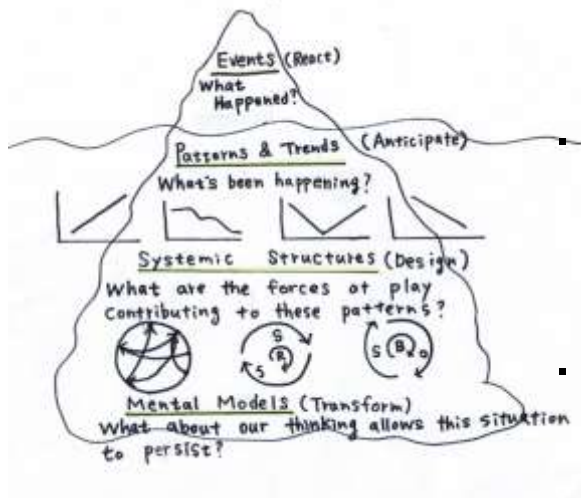 Events (React)
What
Happened?
Patterns & Trends (Anticipate)
What's been happening?
Systemic Structures (Design)
What are the forces at play
contributing to these patterns?
S
R
S
S
B
O
Mental Models (Transform)
What about our thinking allows this situation
to persist?